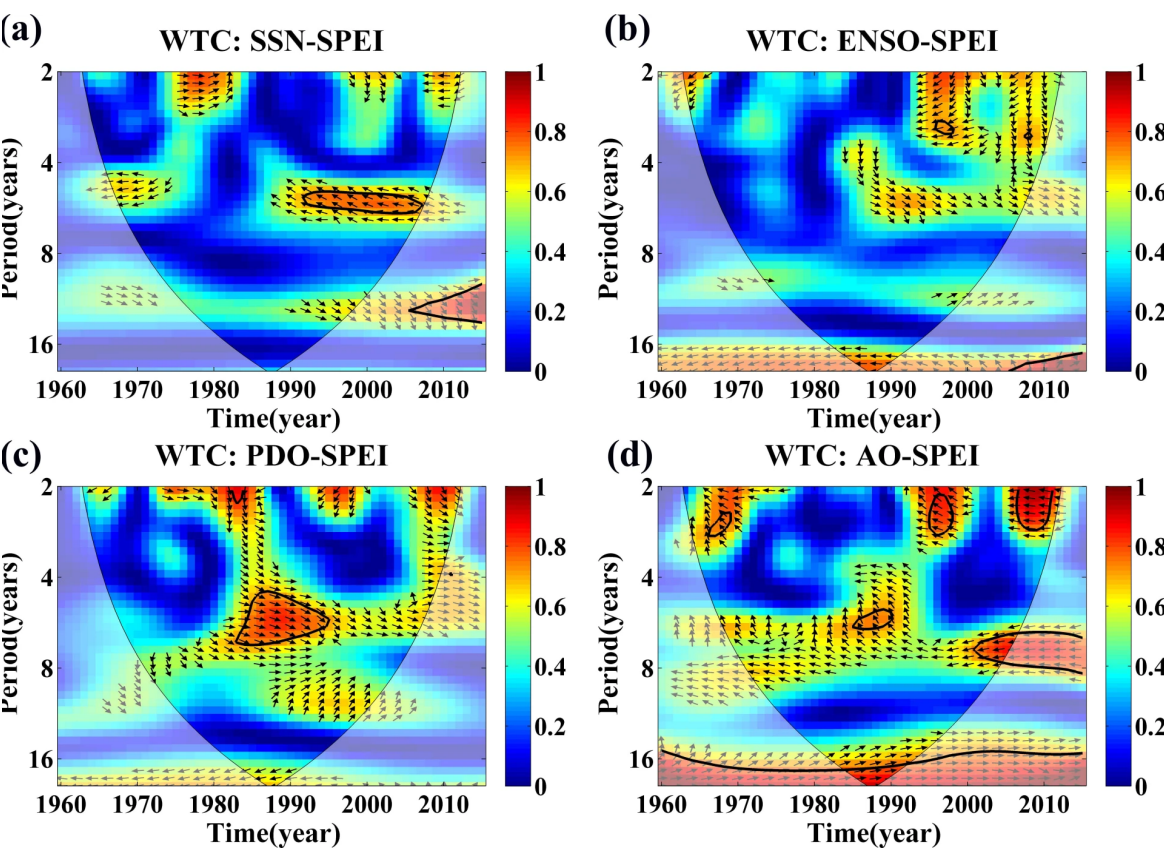 (a)
WTC: SSN-SPEI
2
4
8
16
Period(years)
1960 1970 1980 1990 2000 2010
Time(year)
1
0.8
0.6
0.4
0.2
0
(b)
WTC: ENSO-SPEI
2
4
8
16
Period(years)
1960 1970 1980 1990 2000 2010
Time(year)
1
0.8
0.6
0.4
0.2
0
(c)
WTC: PDO-SPEI
2
4
8
16
Period(years)
1960 1970 1980 1990 2000 2010
Time(year)
1
0.8
0.6
0.4
0.2
0
(d)
WTC: AO-SPEI
2
4
8
16
Period(years)
1960 1970 1980 1990 2000 2010
Time(year)
1
0.8
0.6
0.4
0.2
0